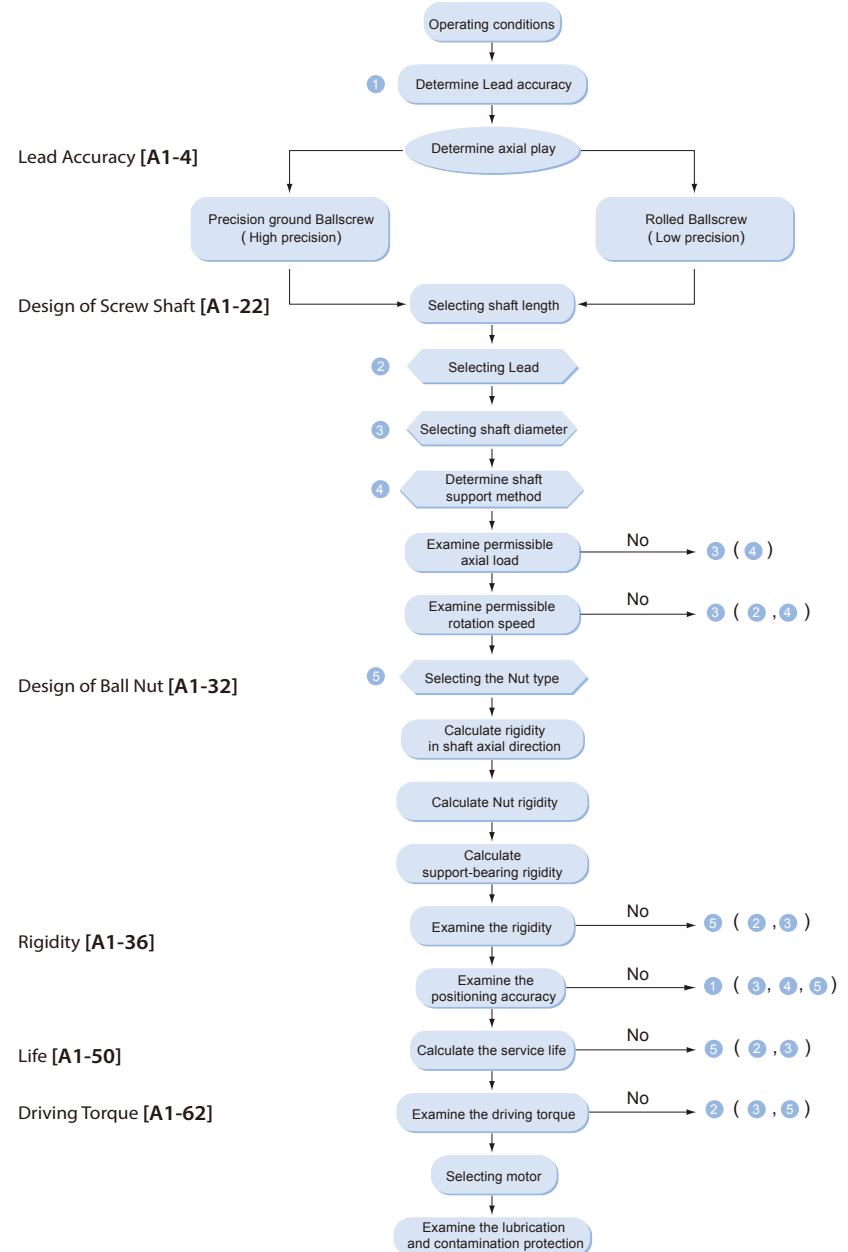 Operating conditions
1 Determine Lead accuracy
Determine axial play
Lead Accuracy [A1-4]
Precision ground Ballscrew
( High precision)
Rolled Ballscrew
( Low precision)
Design of Screw Shaft [A1-22]
Selecting shaft length
2 Selecting Lead
3 Selecting shaft diameter
4 Determine shaft
support method
Examine permissible
axial load
No
3 ( 4 )
Examine permissible
rotation speed
No
3 ( 2 , 4 )
Design of Ball Nut [A1-32]
5 Selecting the Nut type
Calculate rigidity
in shaft axial direction
Calculate Nut rigidity
Calculate
support-bearing rigidity
Rigidity [A1-36]
Examine the rigidity
No
5 ( 2 , 3 )
Examine the
positioning accuracy
No
1 ( 3, 4, 5 )
Life [A1-50]
Calculate the service life
No
5 ( 2 , 3 )
Driving Torque [A1-62]
Examine the driving torque
No
2 ( 3 , 5 )
Selecting motor
Examine the lubrication
and contamination protection